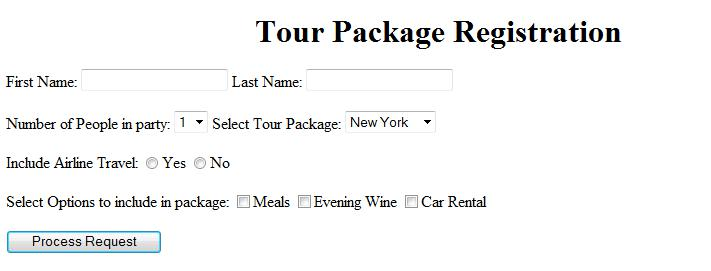 Tour Package Registration
First Name: Last Name:
Number of People in party: 1 Select Tour Package: New York
Include Airline Travel: Yes No
Select Options to include in package: Meals Evening Wine Car Rental
Process Request